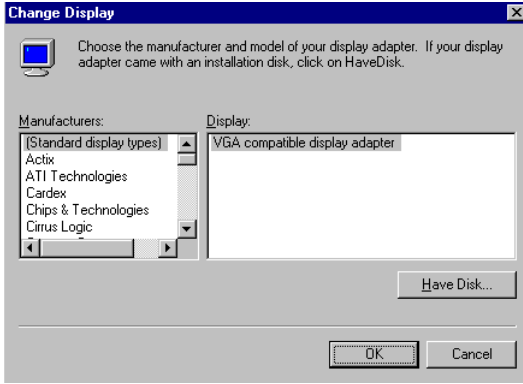 Change Display
Choose the manufacturer and model of your display adapter. If your display
adapter came with an installation disk, click on HaveDisk.
Manufacturers:
(Standard display types)
Actix
ATI Technologies
Cardex
Chips & Technologies
Cirrus Logic
Display:
VGA compatible display adapter
Have Disk...
OK
Cancel